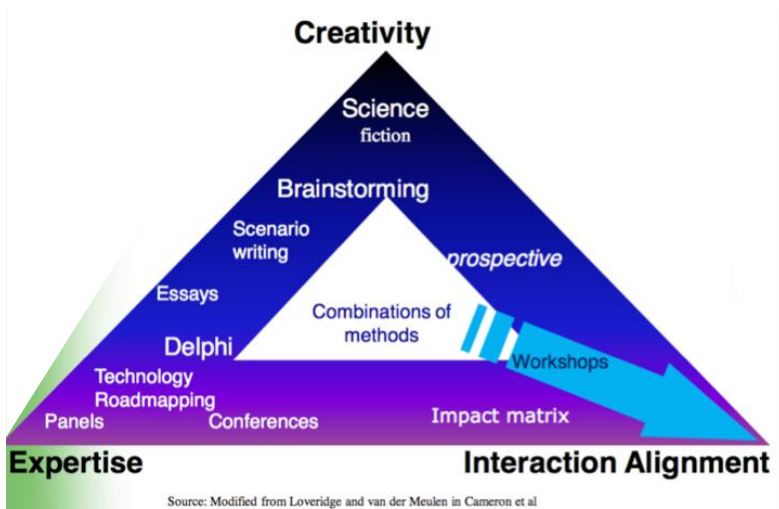 Creativity
Science
fiction
Brainstorming
Scenario
writing
prospective
Essays
Combinations of
methods
Delphi
Workshops
Technology
Roadmapping
Panels
Conferences
Impact matrix
Expertise
Interaction Alignment
Source: Modified from Loveridge and van der Meulen in Cameron et al